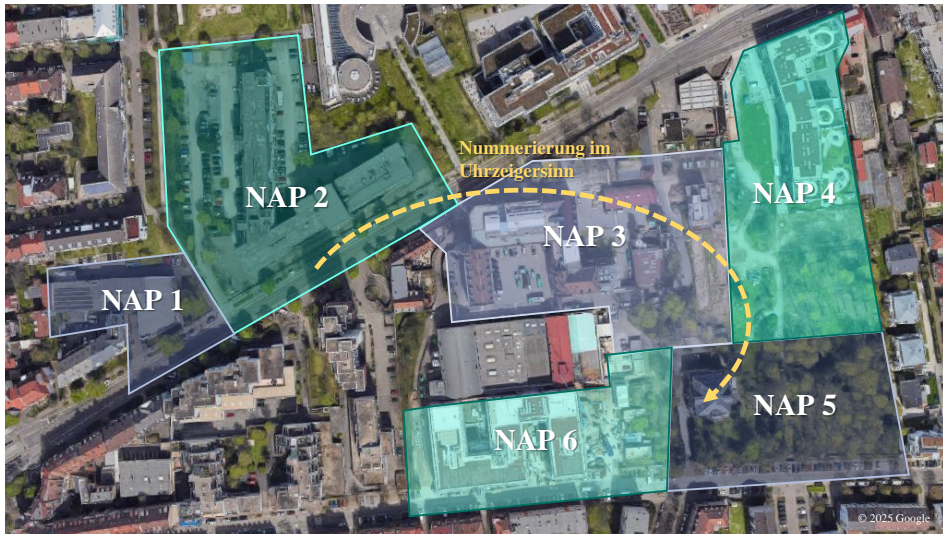 Nummerierung im
Uhrzeigersinn
NAP 2
NAP 4
NAP 3
NAP 1
NAP 5
NAP 6
© 2025 Google